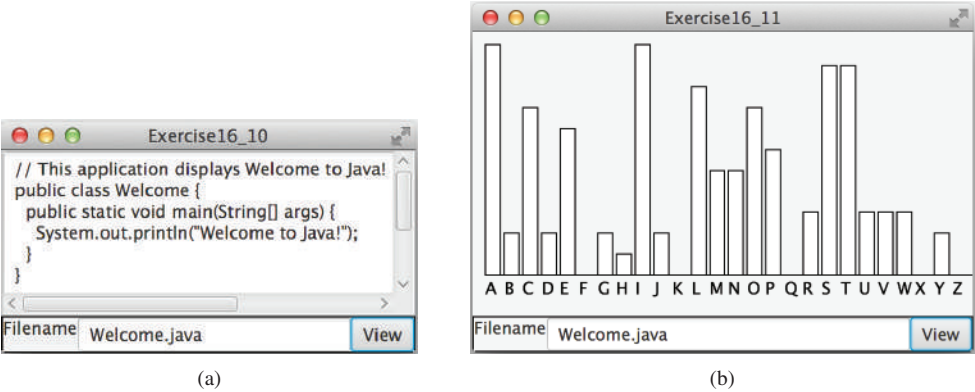 Exercise16_10
// This application displays Welcome to Java!
public class Welcome {
public static void main(String[] args) {
System.out.println("Welcome to Java!");
}
}
Filename Welcome.java View
(a)
Exercise16_11
A B C D E F G H I J K L M N O P Q R S T U V W X Y Z
Filename Welcome.java View
(b)